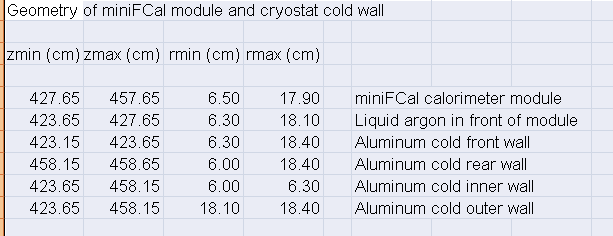 Geometry of miniFCal module and cryostat cold wall
zmin (cm) zmax (cm) rmin (cm) rmax (cm)
427.65 457.65 6.50 17.90 miniFCal calorimeter module
423.65 427.65 6.30 18.10 Liquid argon in front of module
423.15 423.65 6.30 18.40 Aluminum cold front wall
458.15 458.65 6.00 18.40 Aluminum cold rear wall
423.65 458.15 6.00 6.30 Aluminum cold inner wall
423.65 458.15 18.10 18.40 Aluminum cold outer wall